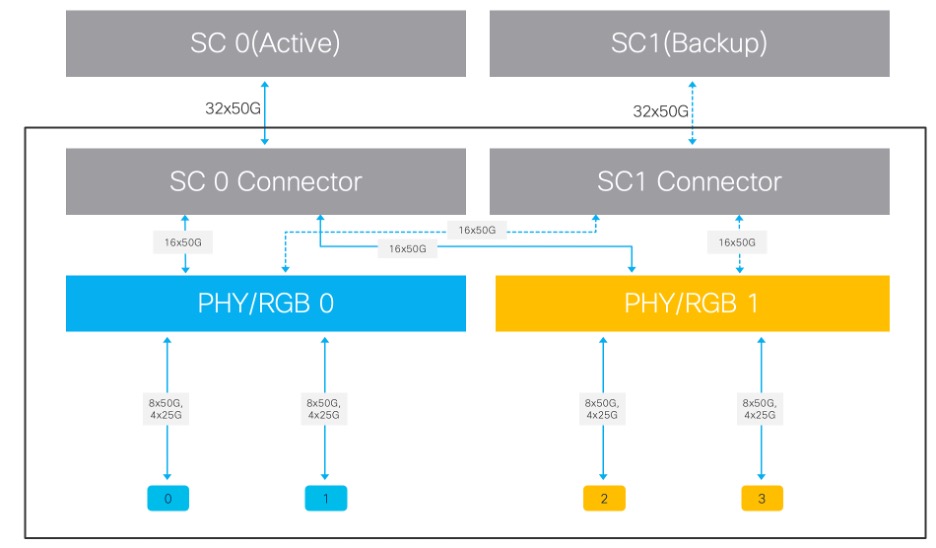 SC 0(Active)
SC1(Backup)
32x50G
32x50G
SC 0 Connector
SC1 Connector
16x50G
16x50G
16x50G
16x50G
PHY/RGB 0
PHY/RGB 1
8x50G,
4x25G
8x50G,
4x25G
8x50G,
4x25G
8x50G,
4x25G
0
1
2
3